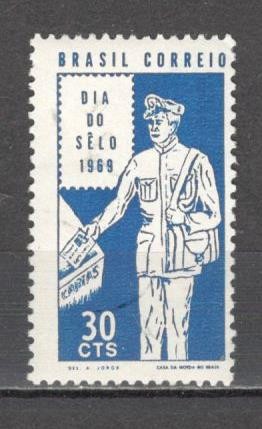 BRASIL CORREIO
DIA
DO
SÊLO
1969
CARTAS
30
CTS
DES. A. JORGE
CASA DA MOEDA DO BRASIL